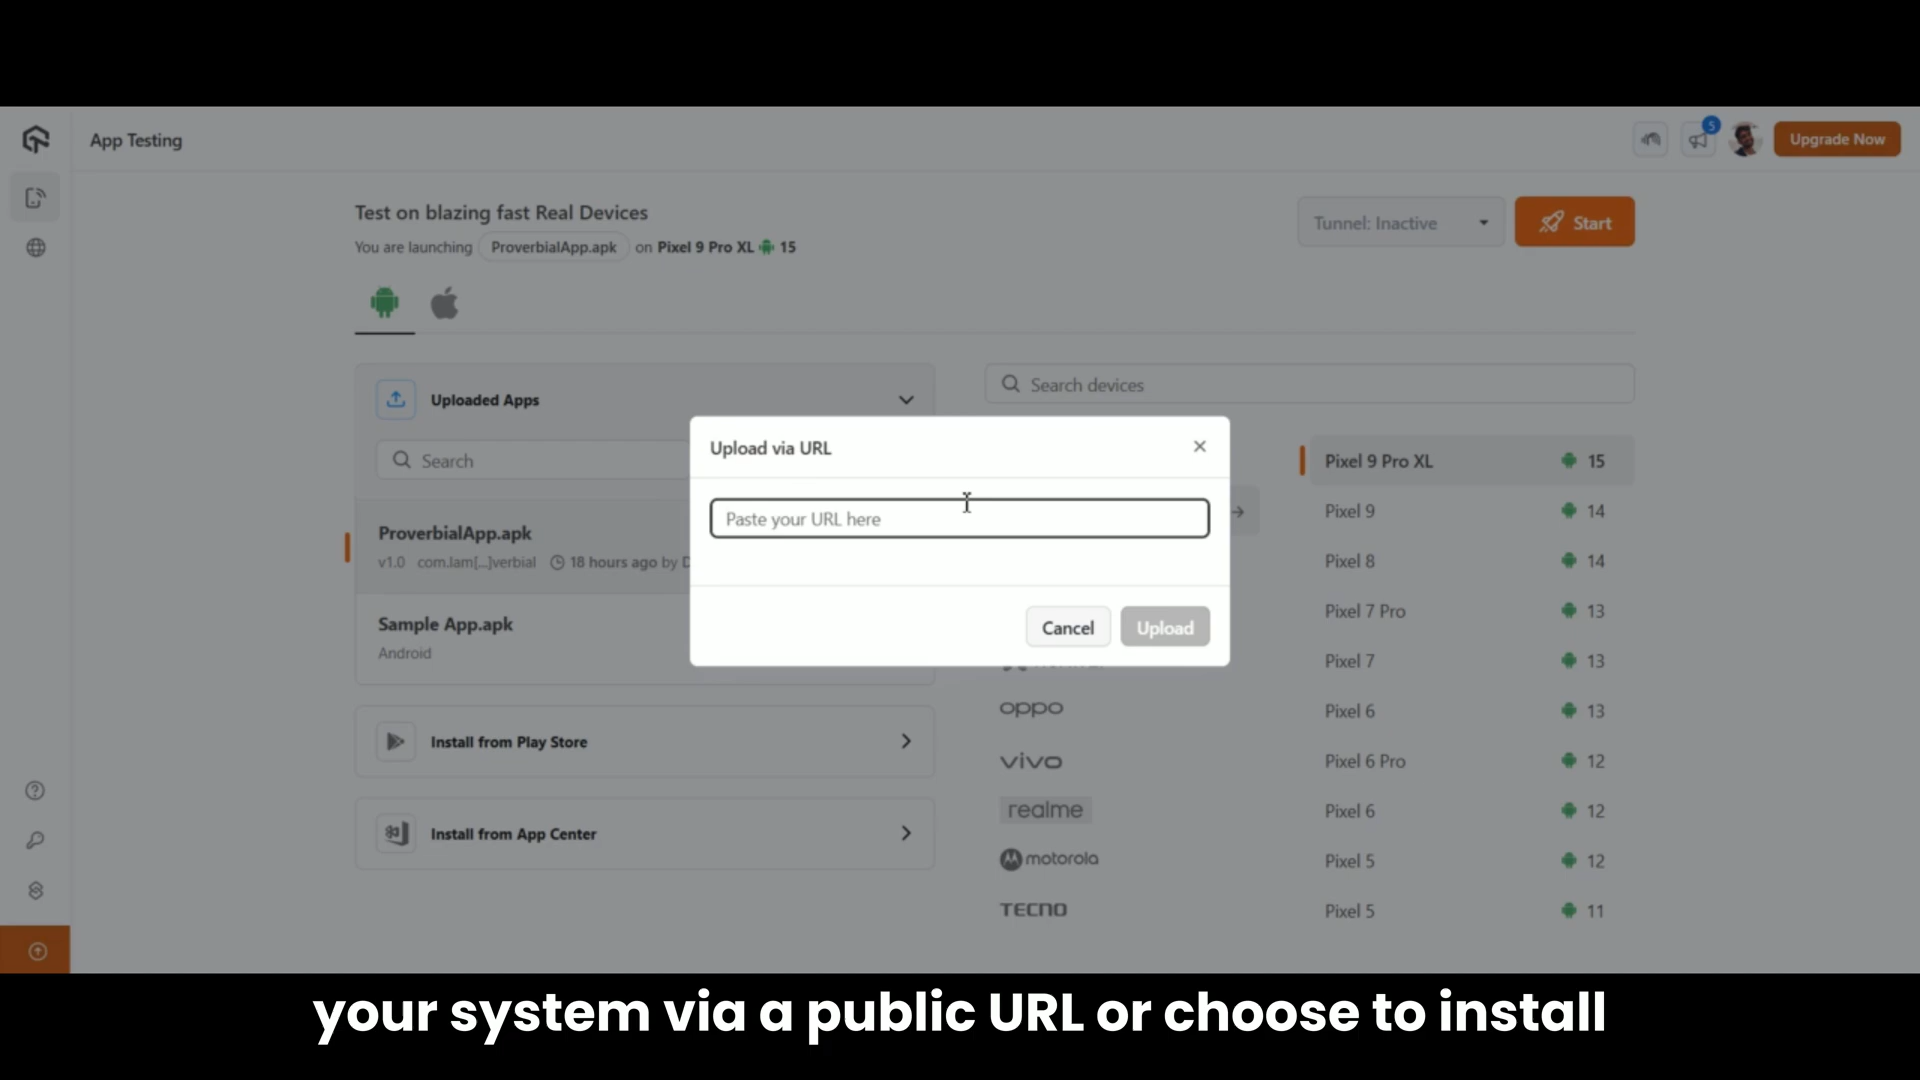 App Testing
5
Upgrade Now
Test on blazing fast Real Devices
You are launching ProverbialApp.apk on Pixel 9 Pro XL 15
Tunnel: Inactive
Start
Uploaded Apps
Search
ProverbialApp.apk
v1.0 com.lam[...]verbial 18 hours ago by
Sample App.apk
Android
Install from Play Store
Install from App Center
Search devices
Upload via URL
Paste your URL here
Cancel
Upload
oppo
vivo
realme
motorola
TECNO
Pixel 9 Pro XL 15
Pixel 9 14
Pixel 8 14
Pixel 7 Pro 13
Pixel 7 13
Pixel 6 13
Pixel 6 Pro 12
Pixel 6 12
Pixel 5 12
Pixel 5 11
your system via a public URL or choose to install